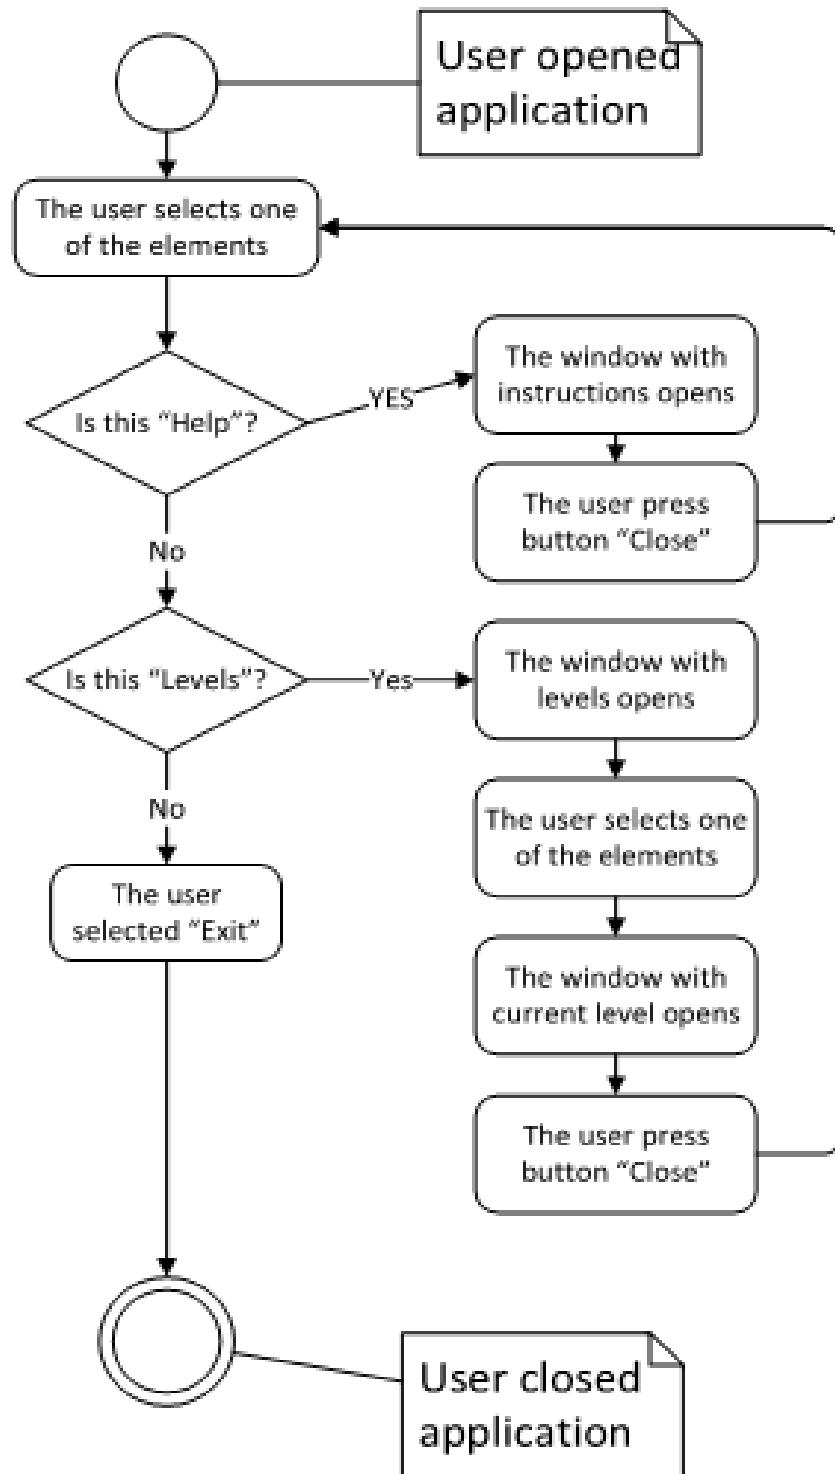 User opened
application
The user selects one
of the elements
Is this “Help”?
YES
The window with
instructions opens
The user press
button “Close”
No
Is this “Levels”?
Yes
The window with
levels opens
The user selects one
of the elements
No
The user
selected “Exit”
The window with
current level opens
The user press
button “Close”
User closed
application